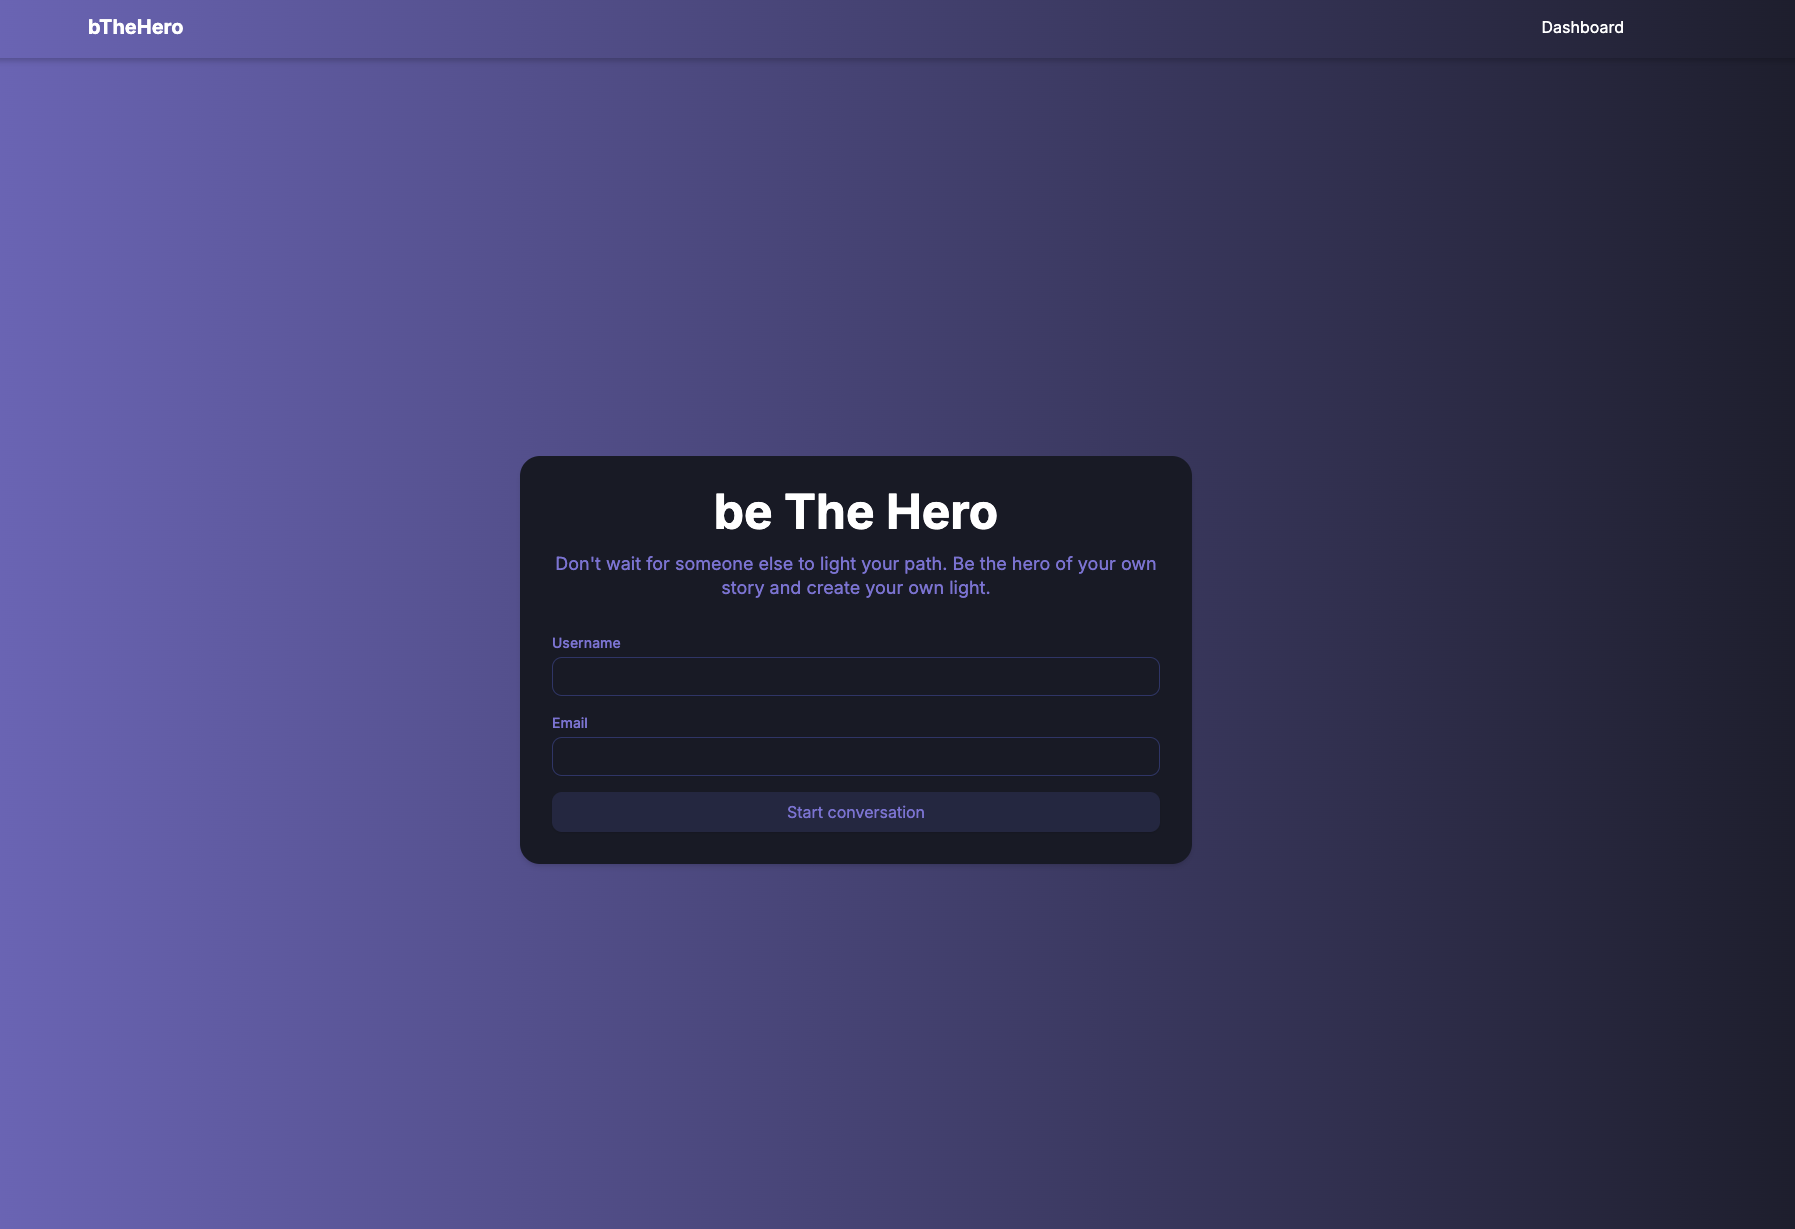 bTheHero
Dashboard
be The Hero
Don't wait for someone else to light your path. Be the hero of your own
story and create your own light.
Username
Email
Start conversation